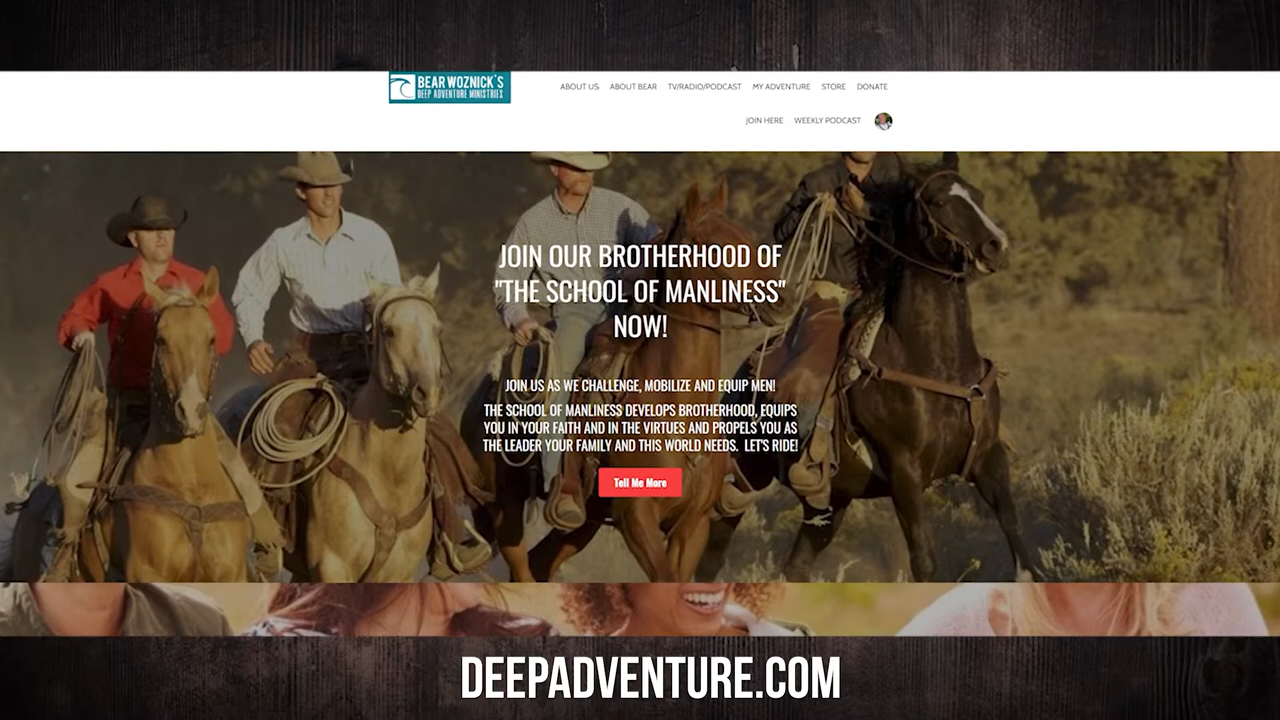 BEAR WOZNICK'S
DEEP ADVENTURE MINISTRIES
ABOUT US ABOUT BEAR TV/RADIO/PODCAST MY ADVENTURE STORE DONATE
JOIN HERE WEEKLY PODCAST
JOIN OUR BROTHERHOOD OF
"THE SCHOOL OF MANLINESS"
NOW!
JOIN US AS WE CHALLENGE, MOBILIZE AND EQUIP MEN!
THE SCHOOL OF MANLINESS DEVELOPS BROTHERHOOD, EQUIPS
YOU IN YOUR FAITH AND IN THE VIRTUES AND PROPELS YOU AS
THE LEADER YOUR FAMILY AND THIS WORLD NEEDS. LET'S RIDE!
Tell Me More
DEEPADVENTURE.COM